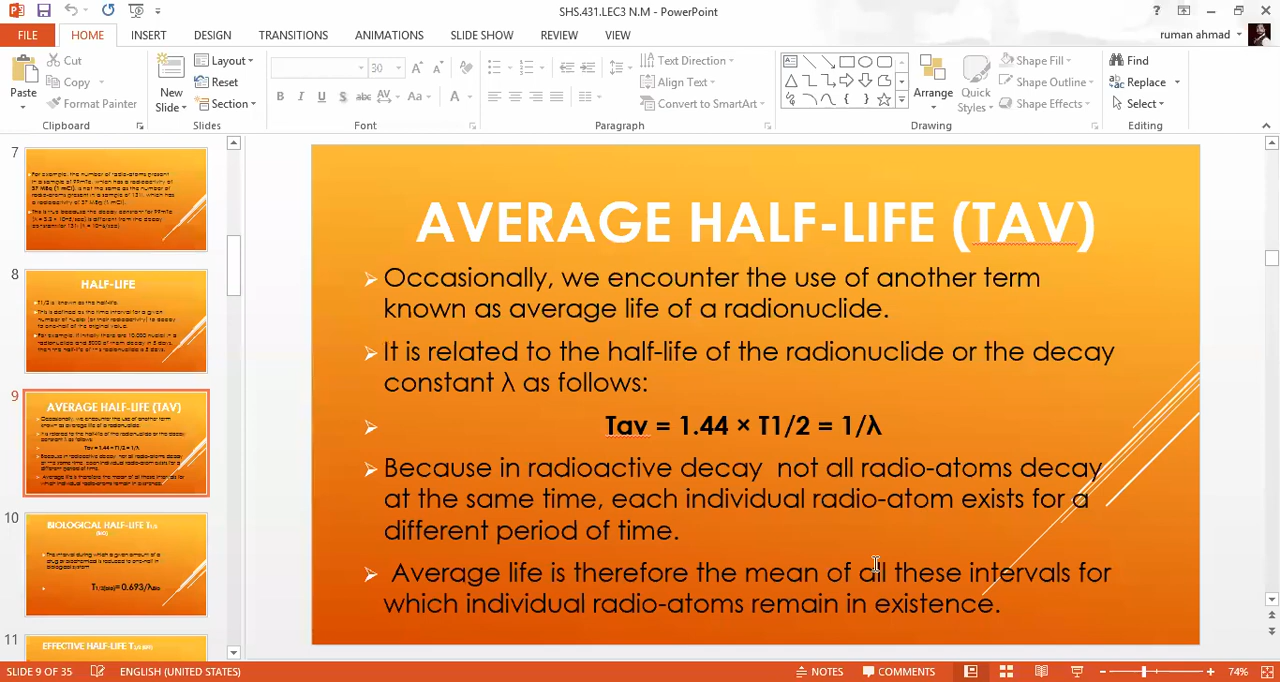 SHS.431.LEC3 N.M - PowerPoint
FILE HOME INSERT DESIGN TRANSITIONS ANIMATIONS SLIDE SHOW REVIEW VIEW ruman ahmad
Paste
Cut
Copy
Format Painter
Clipboard
New
Slide
Layout
Reset
Section
Slides
30
B I U S abc AV Aa A
Font
Text Direction
Align Text
Convert to SmartArt
Paragraph
Arrange
Quick
Styles
Shape Fill
Shape Outline
Shape Effects
Drawing
Find
Replace
Select
Editing
7
8
HALF-LIFE
9
AVERAGE HALF-LIFE (TAV)
10
11
AVERAGE HALF-LIFE (TAV)
Occasionally, we encounter the use of another term
known as average life of a radionuclide.
It is related to the half-life of the radionuclide or the decay
constant λ as follows:
Tav = 1.44 × T1/2 = 1/λ
Because in radioactive decay not all radio-atoms decay
at the same time, each individual radio-atom exists for a
different period of time.
Average life is therefore the mean of all these intervals for
which individual radio-atoms remain in existence.
SLIDE 9 OF 35 ENGLISH (UNITED STATES) NOTES COMMENTS 74%